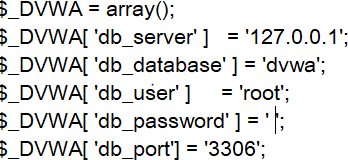 $_DVWA = array();
$_DVWA[ 'db_server' ] = '127.0.0.1';
$_DVWA[ 'db_database' ] = 'dvwa';
$_DVWA[ 'db_user' ] = 'root';
$_DVWA[ 'db_password' ] = ' ';
$_DVWA[ 'db_port'] = '3306';